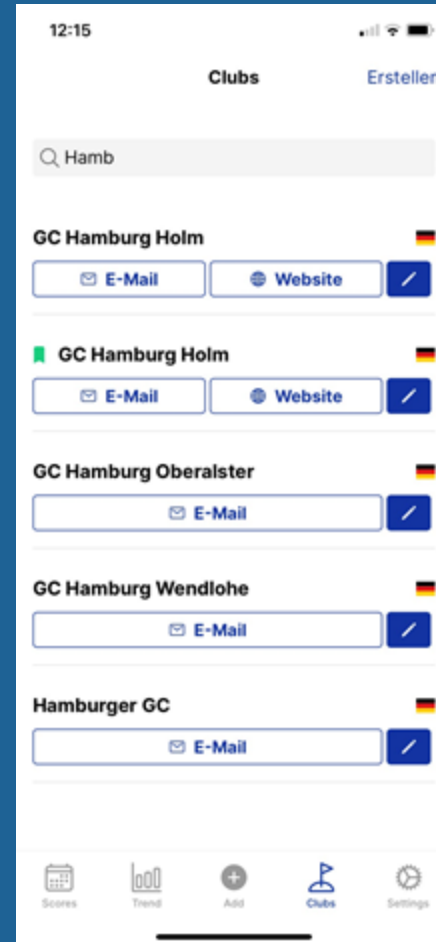 12:15
Clubs Ersteller
Hamb
GC Hamburg Holm
E-Mail Website
GC Hamburg Holm
E-Mail Website
GC Hamburg Oberalster
E-Mail
GC Hamburg Wendlohe
E-Mail
Hamburger GC
E-Mail
Scores Trend Add Clubs Settings